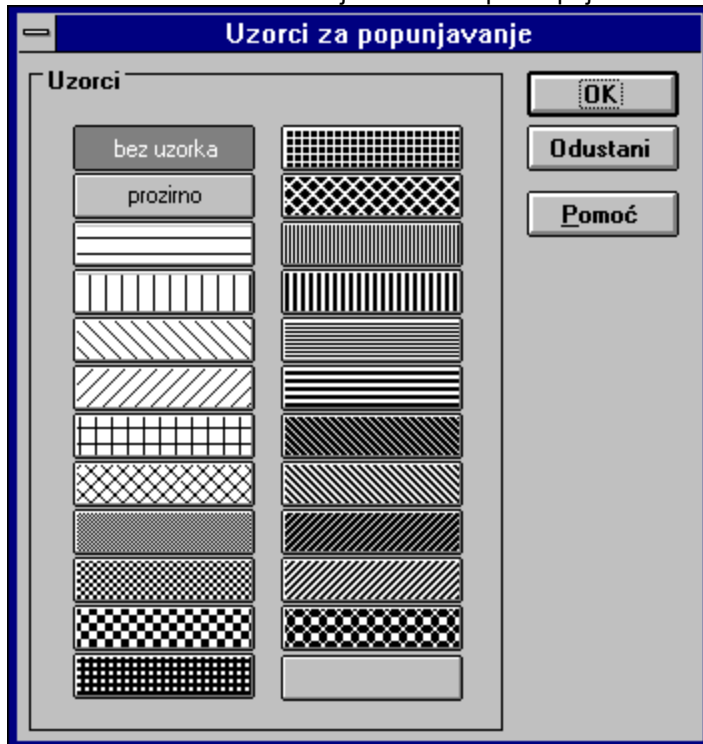 Uzorci za popunjavanje
Uzorci
bez uzorka
prozirno
OK
Odustani
Pomoć